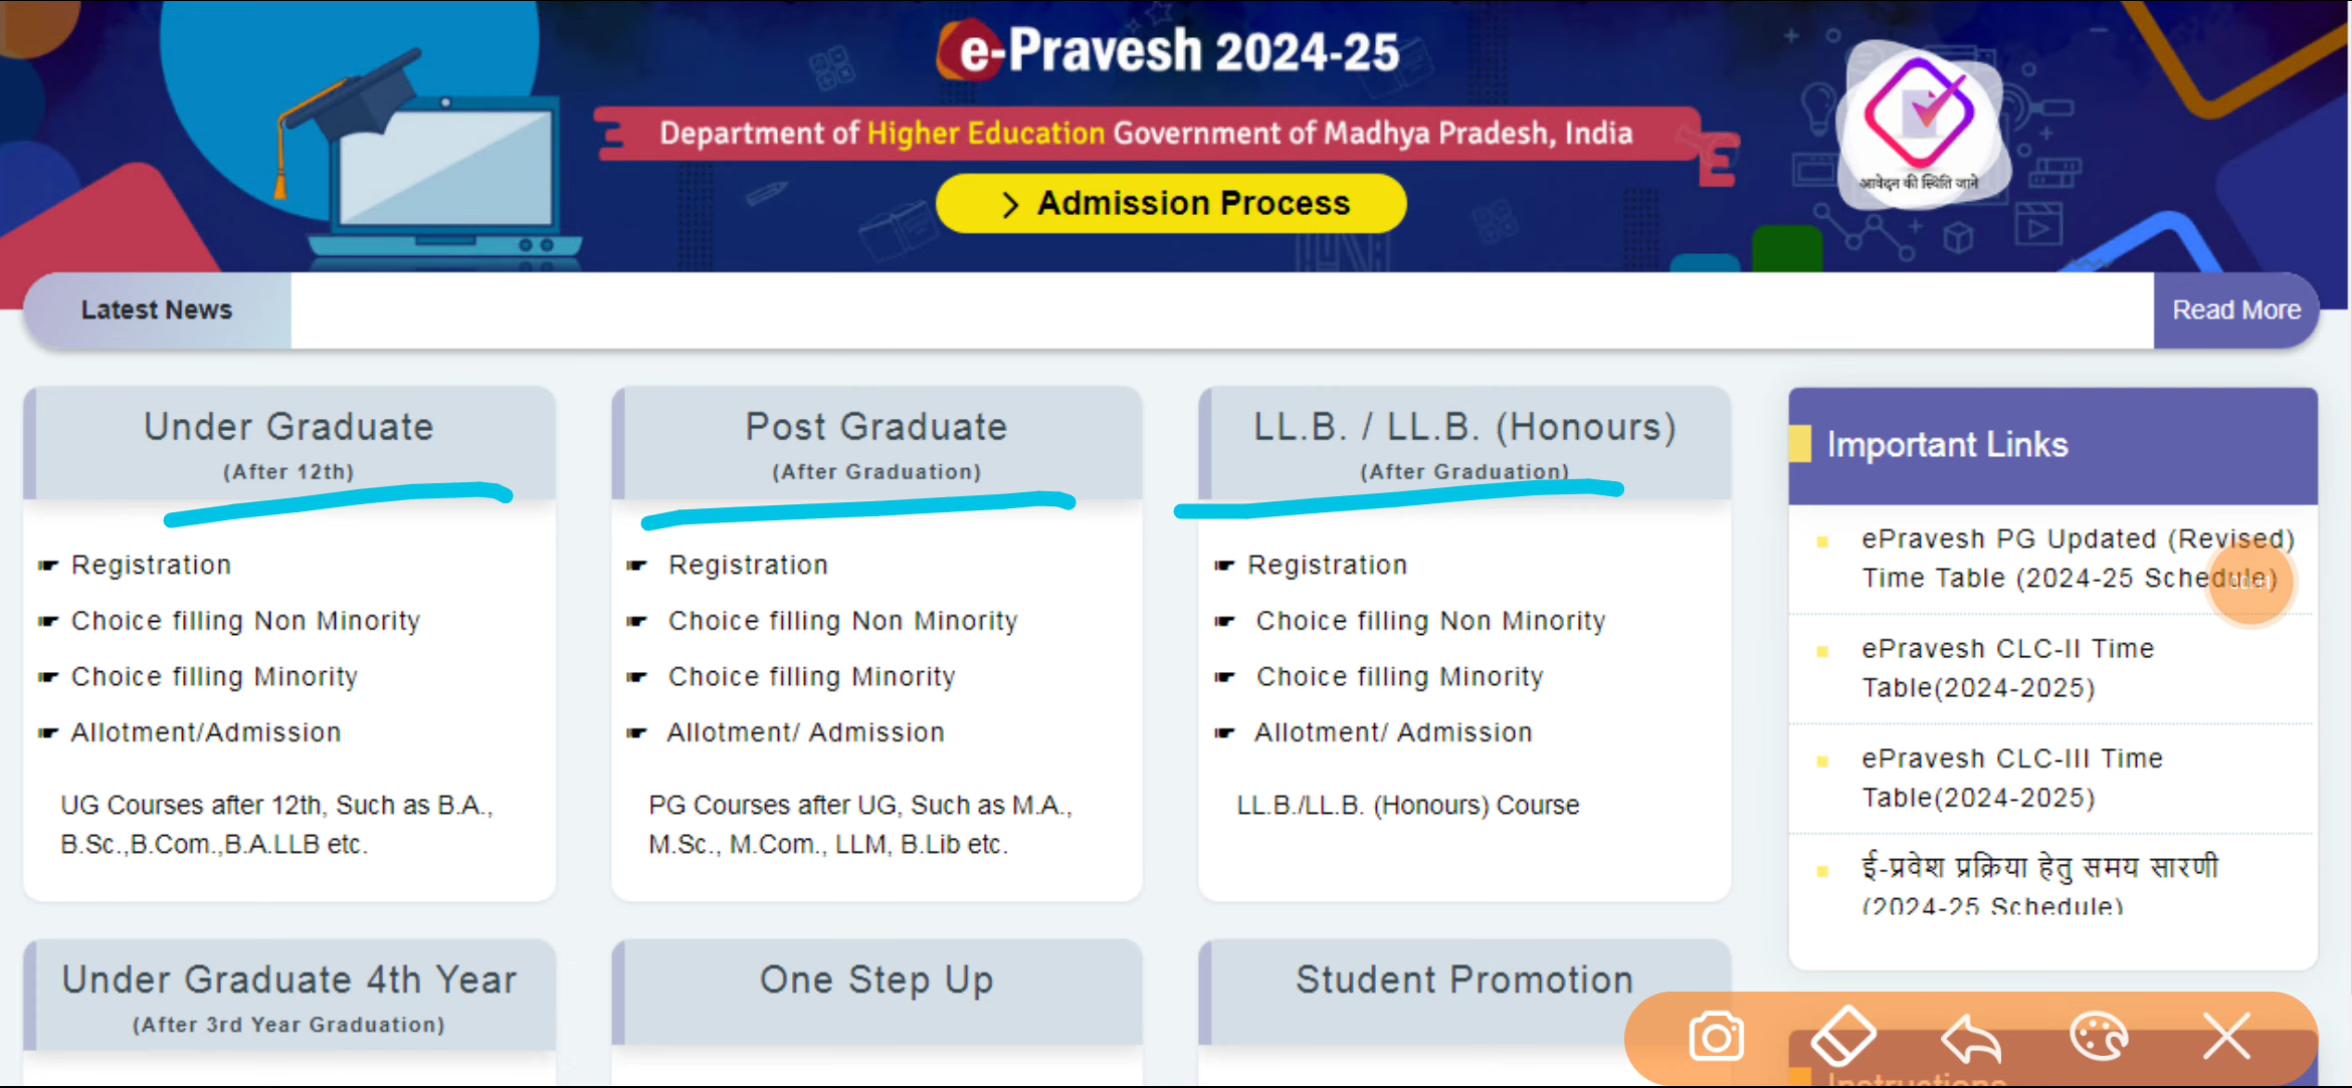 e-Pravesh 2024-25
Department of Higher Education Government of Madhya Pradesh, India
Admission Process
आवेदन की स्थिति जाने
Latest News
Read More
Under Graduate
(After 12th)
Registration
Choice filling Non Minority
Choice filling Minority
Allotment/Admission
UG Courses after 12th, Such as B.A.,
B.Sc.,B.Com.,B.A.LLB etc.
Post Graduate
(After Graduation)
Registration
Choice filling Non Minority
Choice filling Minority
Allotment/ Admission
PG Courses after UG, Such as M.A.,
M.Sc., M.Com., LLM, B.Lib etc.
LL.B. / LL.B. (Honours)
(After Graduation)
Registration
Choice filling Non Minority
Choice filling Minority
Allotment/ Admission
LL.B./LL.B. (Honours) Course
Important Links
ePravesh PG Updated (Revised)
Time Table (2024-25 Schedule)
ePravesh CLC-II Time
Table(2024-2025)
ePravesh CLC-III Time
Table(2024-2025)
ई-प्रवेश प्रक्रिया हेतु समय सारणी
(2024-25 Schedule)
Under Graduate 4th Year
(After 3rd Year Graduation)
One Step Up
Student Promotion
Instructions